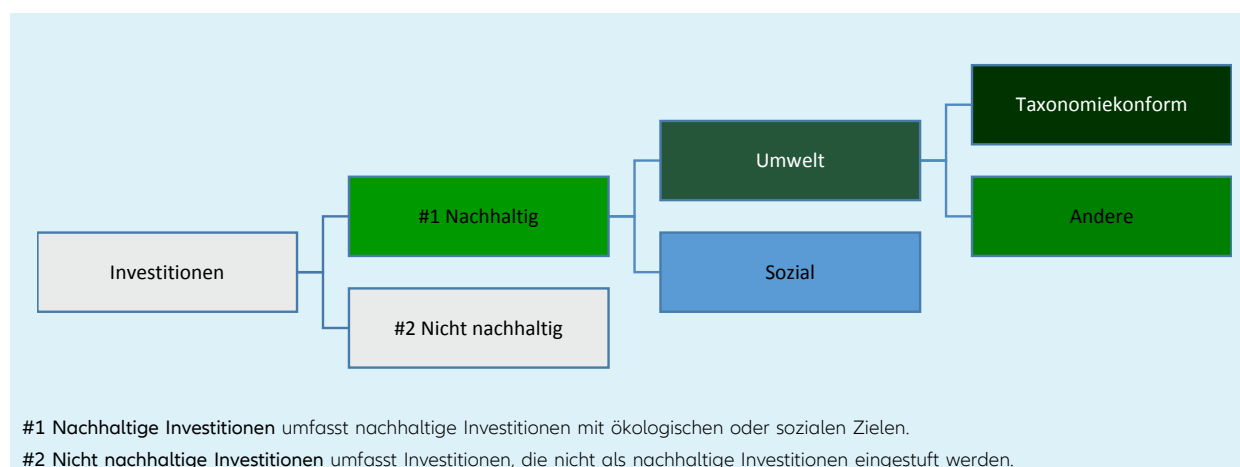 Taxonomiekonform
Umwelt
#1 Nachhaltig
Andere
Investitionen
Sozial
#2 Nicht nachhaltig
#1 Nachhaltige Investitionen umfasst nachhaltige Investitionen mit ökologischen oder sozialen Zielen.
#2 Nicht nachhaltige Investitionen umfasst Investitionen, die nicht als nachhaltige Investitionen eingestuft werden.